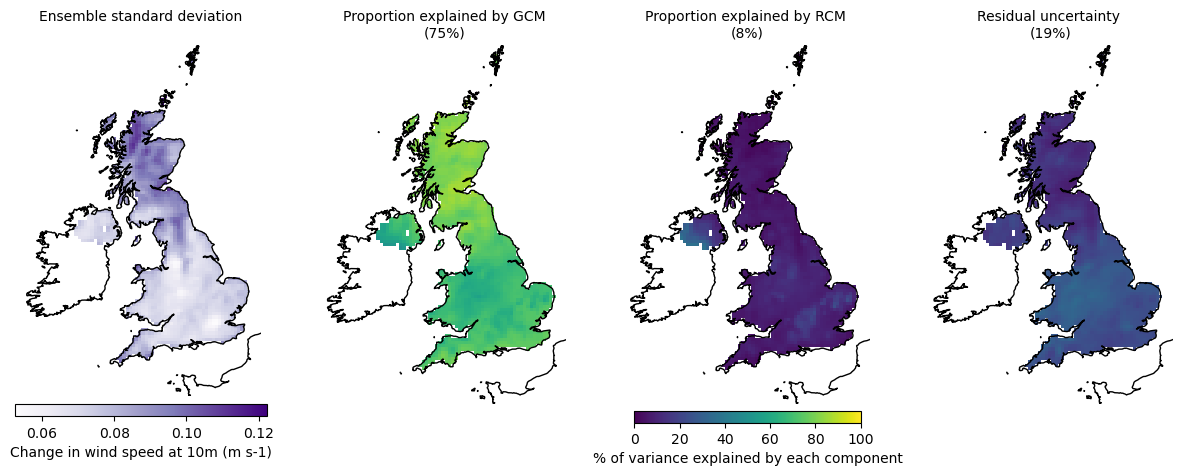 Ensemble standard deviation
Proportion explained by GCM
(75%)
Proportion explained by RCM
(8%)
Residual uncertainty
(19%)
0.06 0.08 0.10 0.12
Change in wind speed at 10m (m s-1)
0 20 40 60 80 100
% of variance explained by each component